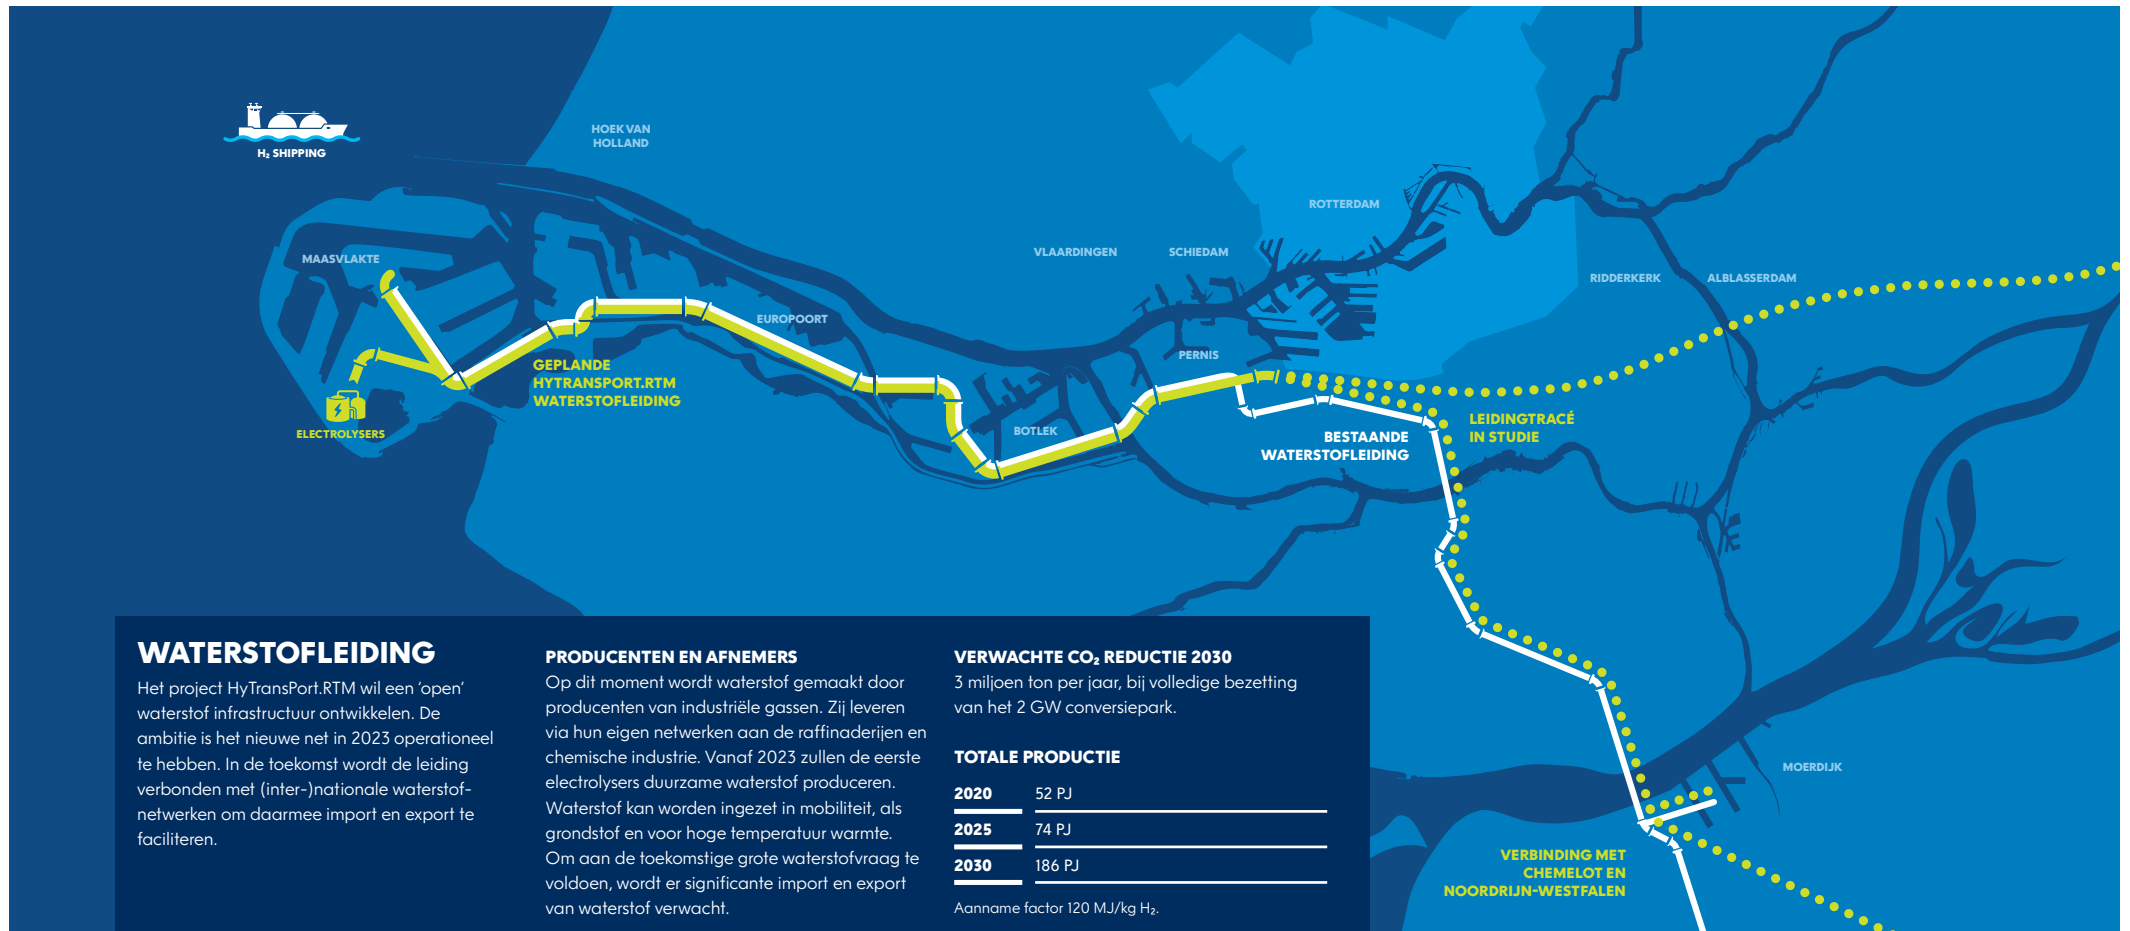 HOEK VAN
HOLLAND
H₂ SHIPPING
ROTTERDAM
MAASVLAKTE
VLAARDINGEN
SCHIEDAM
RIDDERKERK
ALBLASSERDAM
EUROPOORT
PERNIS
GEPLANDE
HYTRANSPORT.RTM
WATERSTOFLEIDING
ELECTROLYSERS
BOTLEK
BESTAANDE
WATERSTOFLEIDING
LEIDINGTRACÉ
IN STUDIE
MOERDIJK
VERBINDING MET
CHEMELOT EN
NOORDRIJN-WESTFALEN
WATERSTOFLEIDING
Het project HyTransPort.RTM wil een ‘open’
waterstof infrastructuur ontwikkelen. De
ambitie is het nieuwe net in 2023 operationeel
te hebben. In de toekomst wordt de leiding
verbonden met (inter-)nationale waterstof-
netwerken om daarmee import en export te
faciliteren.
PRODUCENTEN EN AFNEMERS
Op dit moment wordt waterstof gemaakt door
producenten van industriële gassen. Zij leveren
via hun eigen netwerken aan de raffinaderijen en
chemische industrie. Vanaf 2023 zullen de eerste
electrolysers duurzame waterstof produceren.
Waterstof kan worden ingezet in mobiliteit, als
grondstof en voor hoge temperatuur warmte.
Om aan de toekomstige grote waterstofvraag te
voldoen, wordt er significante import en export
van waterstof verwacht.
VERWACHTE CO₂ REDUCTIE 2030
3 miljoen ton per jaar, bij volledige bezetting
van het 2 GW conversiepark.
TOTALE PRODUCTIE
2020 52 PJ
2025 74 PJ
2030 186 PJ
Aanname factor 120 MJ/kg H₂.